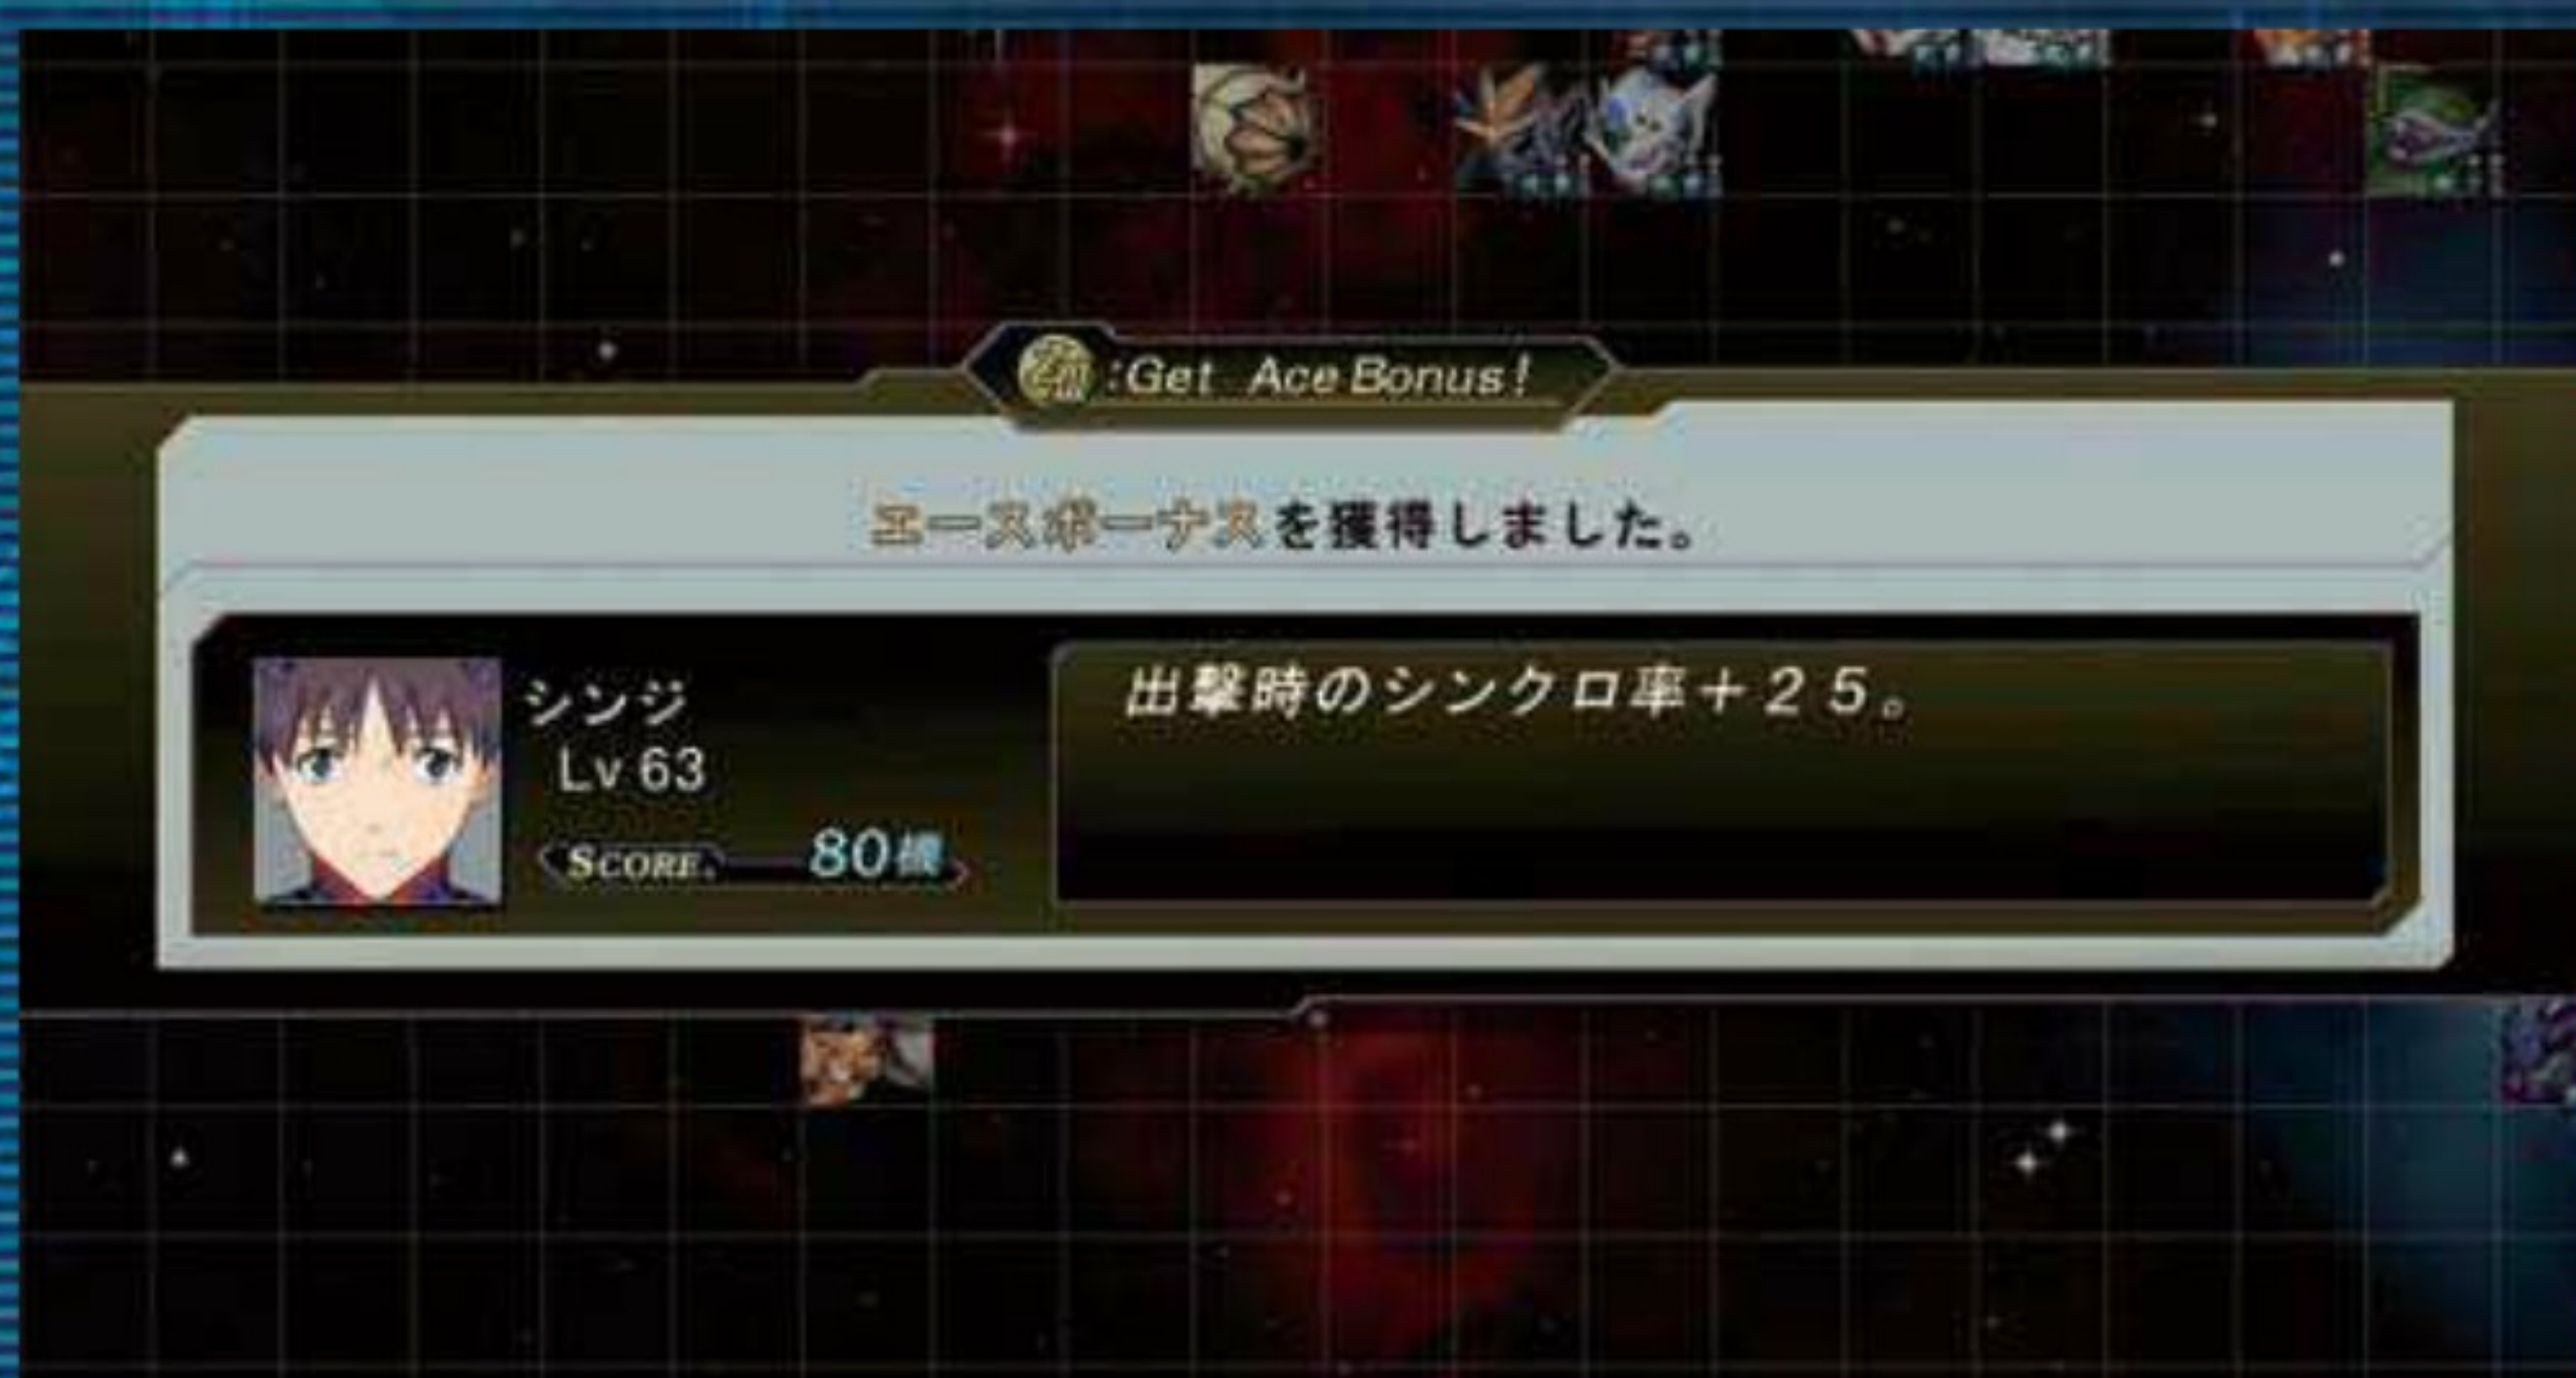 :Get Ace Bonus!
エースボーナスを獲得しました。
シンジ
Lv 63
SCORE. 80機
出撃時のシンクロ率＋２５。